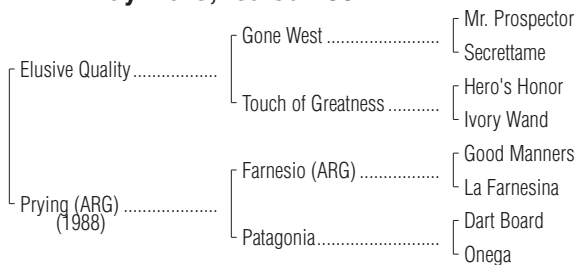 Mr. Prospector
Gone West ........................
Secrettame
Elusive Quality..................
Hero's Honor
Touch of Greatness ...........
Ivory Wand
Good Manners
Farnesio (ARG) .................
La Farnesina
Prying (ARG) ....................
(1988)
Dart Board
Patagonia..........................
Onega